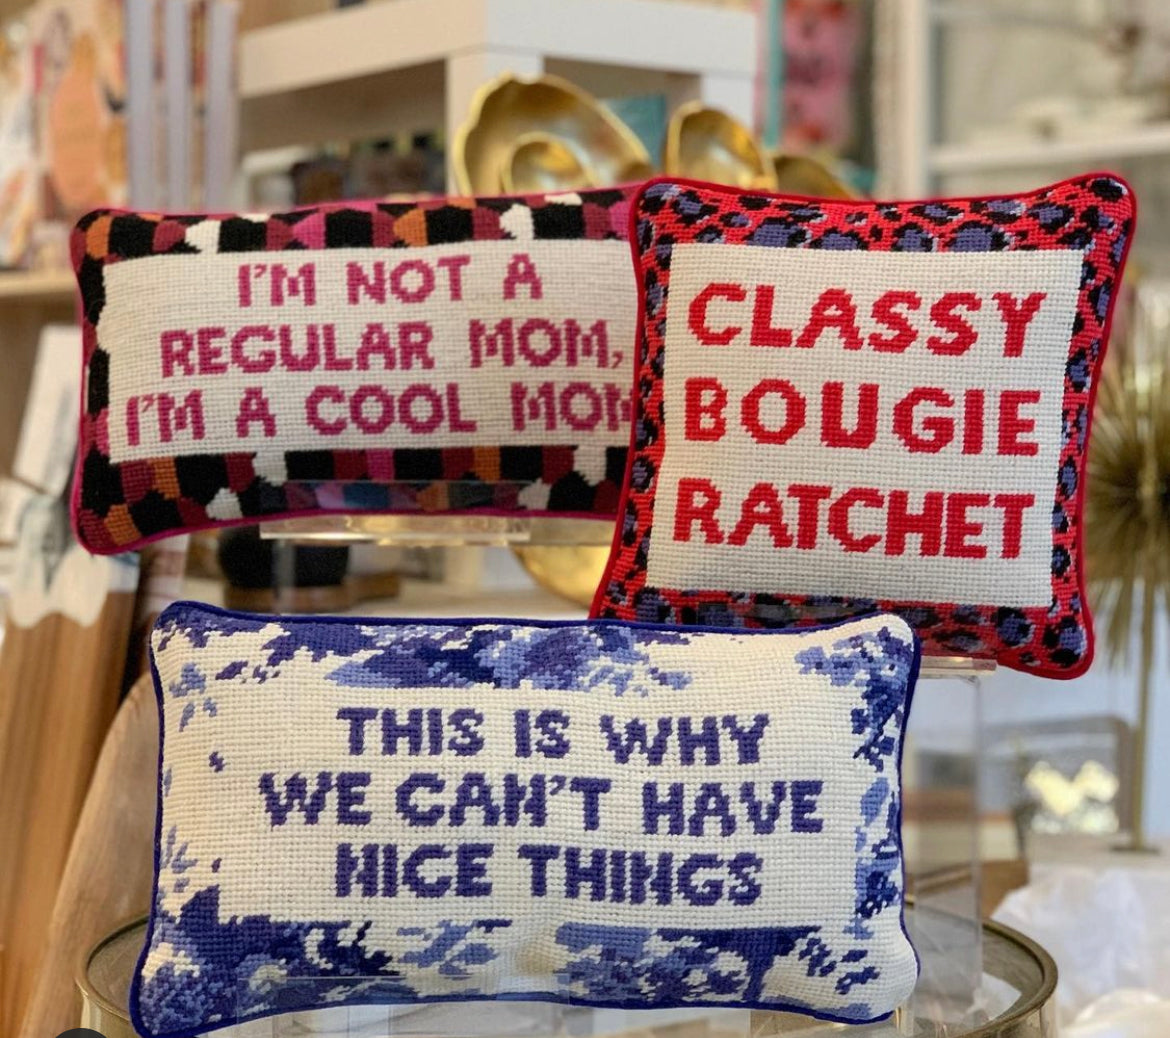 I'M NOT A
REGULAR MOM,
I'M A COOL MOM
CLASSY
BOUGIE
RATCHET
THIS IS WHY
WE CAN'T HAVE
NICE THINGS